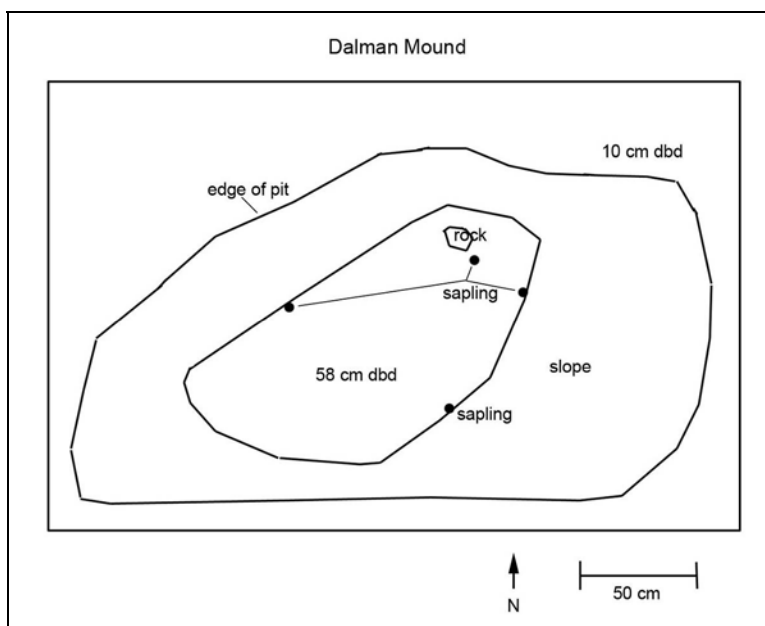 Dalman Mound
10 cm dbd
edge of pit
rock
sapling
58 cm dbd
slope
sapling
N
50 cm